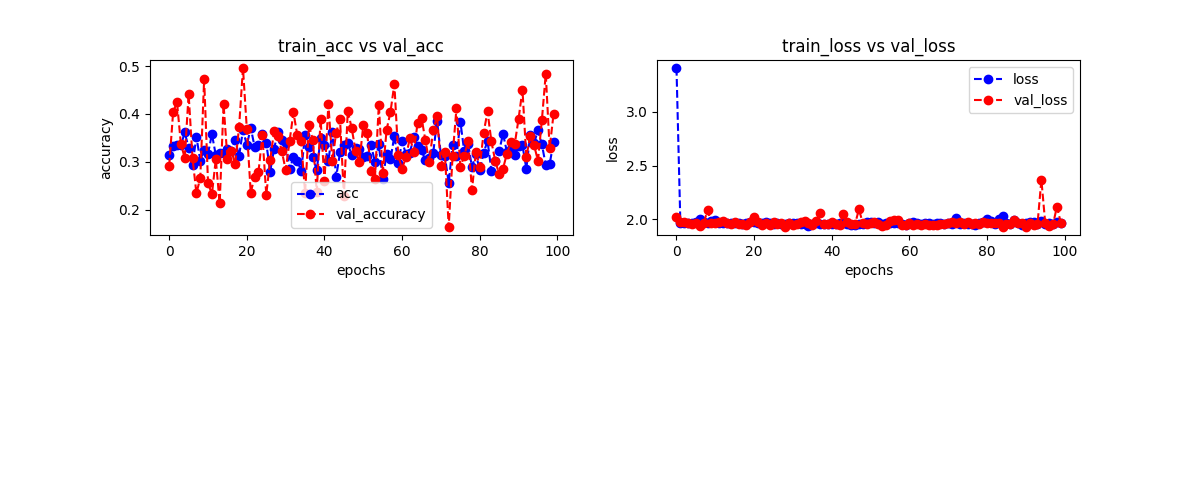 train_acc vs val_acc
accuracy
0.5
0.4
0.3
0.2
acc
val_accuracy
0 20 40 60 80 100
epochs
train_loss vs val_loss
loss
3.0
2.5
2.0
loss
val_loss
0 20 40 60 80 100
epochs